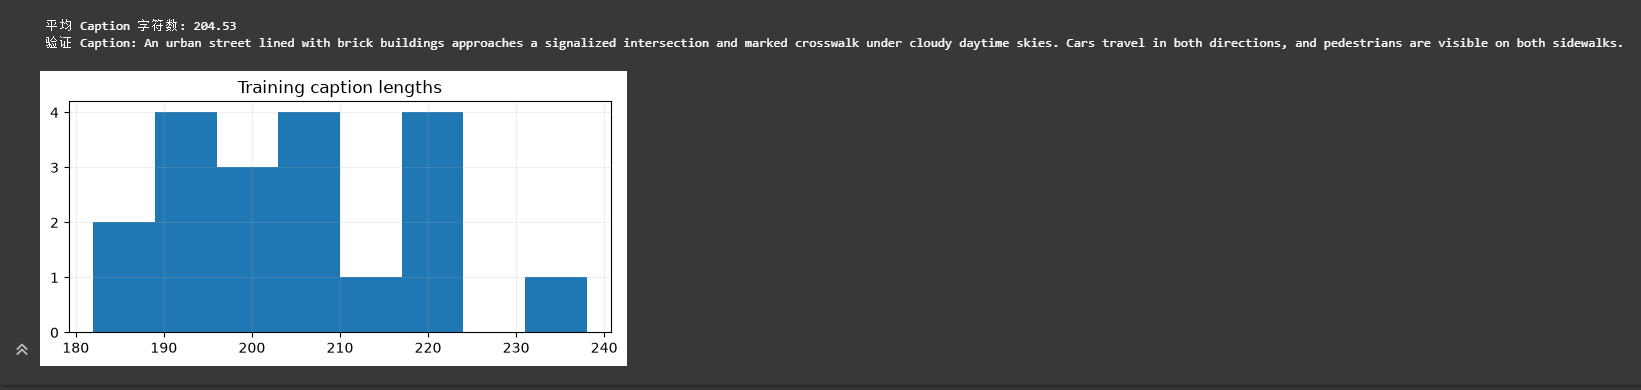 平均 Caption 字符数: 204.53
验证 Caption: An urban street lined with brick buildings approaches a signalized intersection and marked crosswalk under cloudy daytime skies. Cars travel in both directions, and pedestrians are visible on both sidewalks.
Training caption lengths
4
3
2
1
0
180 190 200 210 220 230 240